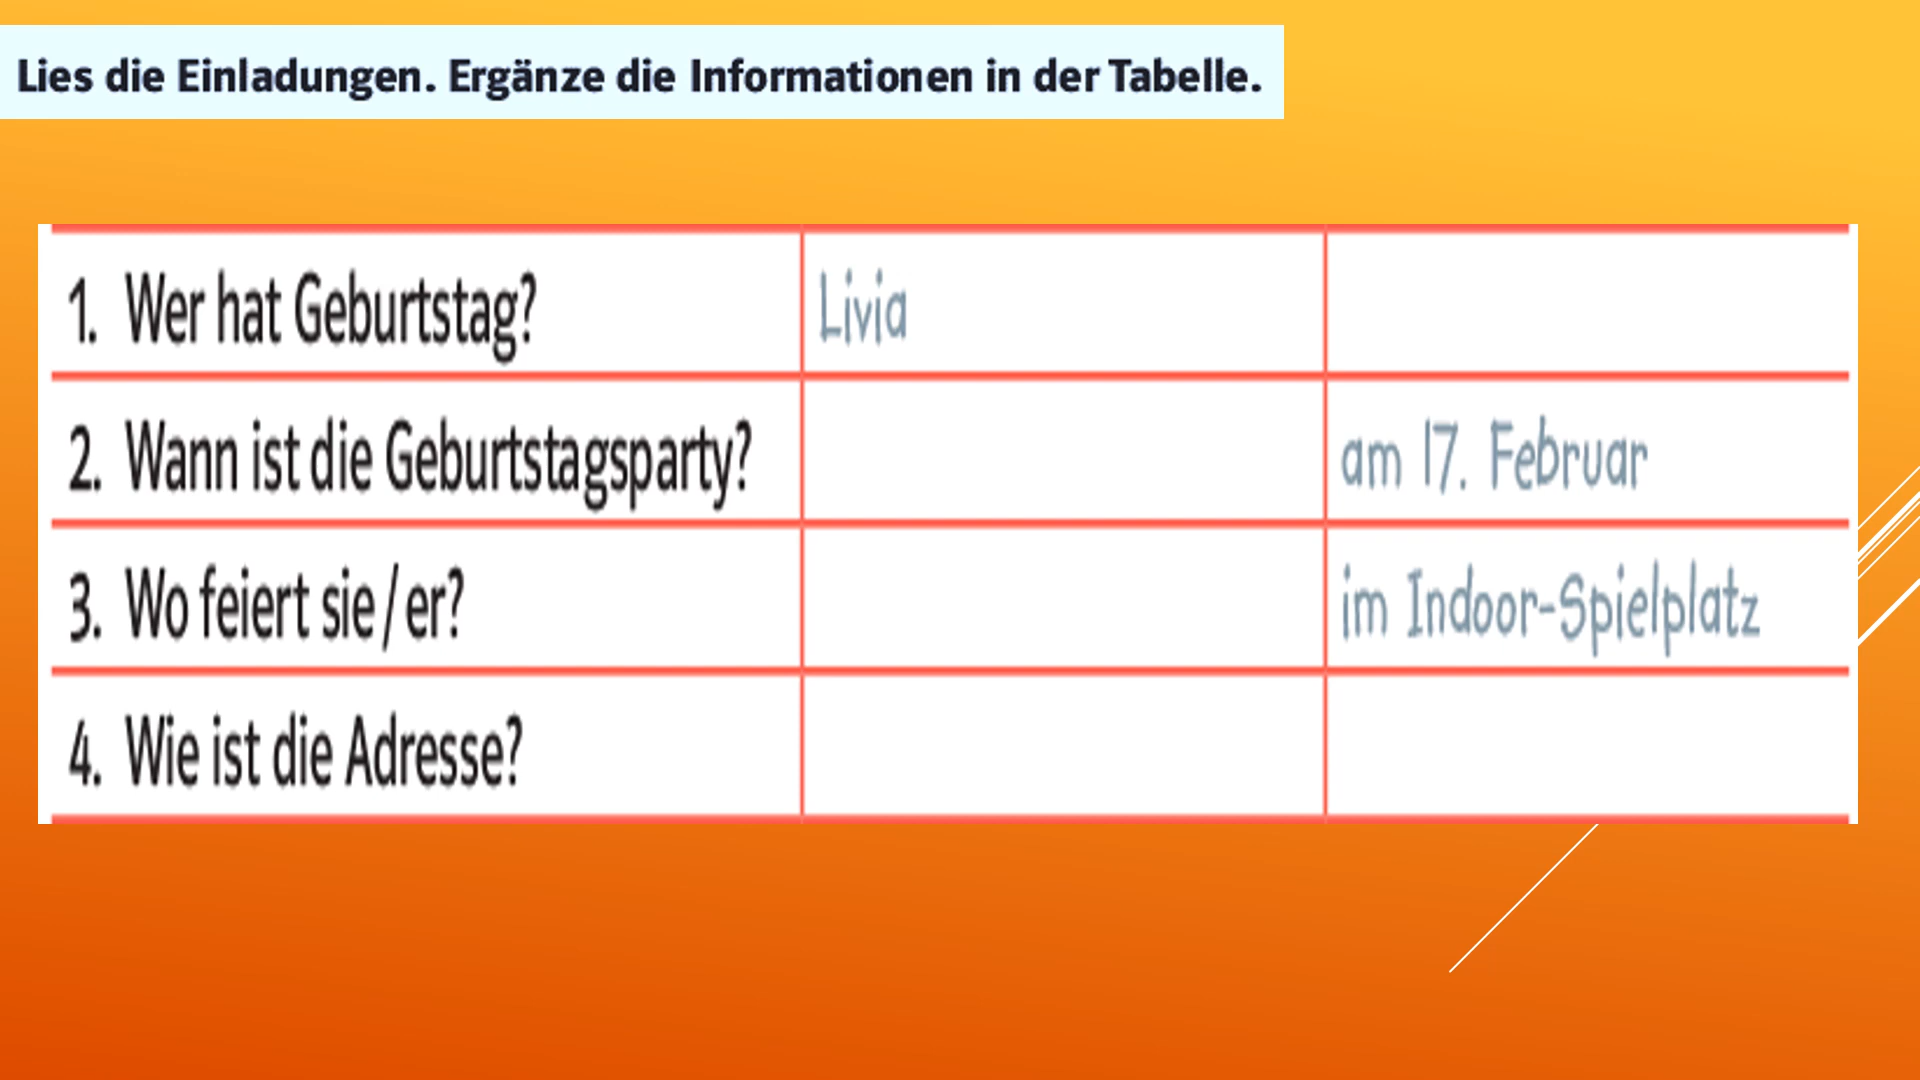 Lies die Einladungen. Ergänze die Informationen in der Tabelle.
1. Wer hat Geburtstag? Livia
2. Wann ist die Geburtstagsparty? am 17. Februar
3. Wo feiert sie/er? im Indoor-Spielplatz
4. Wie ist die Adresse?